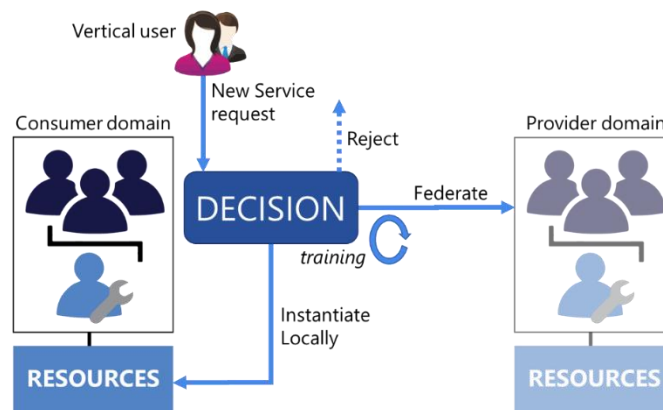 Vertical user
New Service
request
Consumer domain
Reject
Provider domain
DECISION
Federate
training
Instantiate
Locally
RESOURCES
RESOURCES